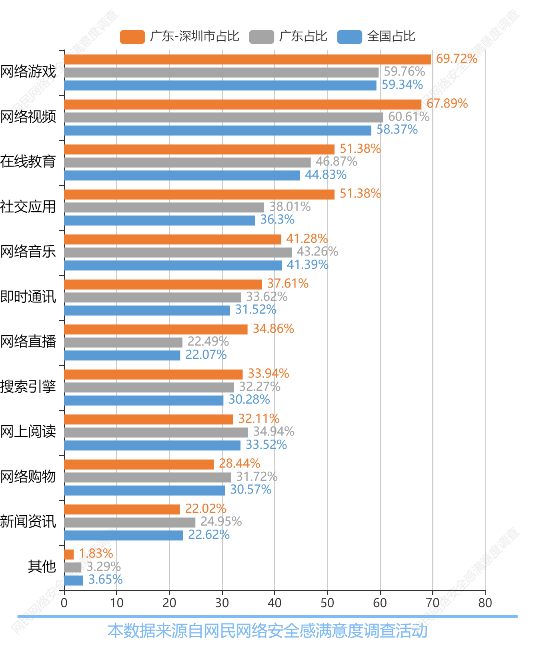 广东-深圳市占比 广东占比 全国占比
网络游戏 69.72% 59.76% 59.34%
网络视频 67.89% 60.61% 58.37%
在线教育 51.38% 46.87% 44.83%
社交应用 51.38% 38.01% 36.3%
网络音乐 41.28% 43.26% 41.39%
即时通讯 37.61% 33.62% 31.52%
网络直播 34.86% 22.49% 22.07%
搜索引擎 33.94% 32.27% 30.28%
网上阅读 32.11% 34.94% 33.52%
网络购物 28.44% 31.72% 30.57%
新闻资讯 22.02% 24.95% 22.62%
其他 1.83% 3.29% 3.65%
0 10 20 30 40 50 60 70 80
本数据来源自网民网络安全感满意度调查活动